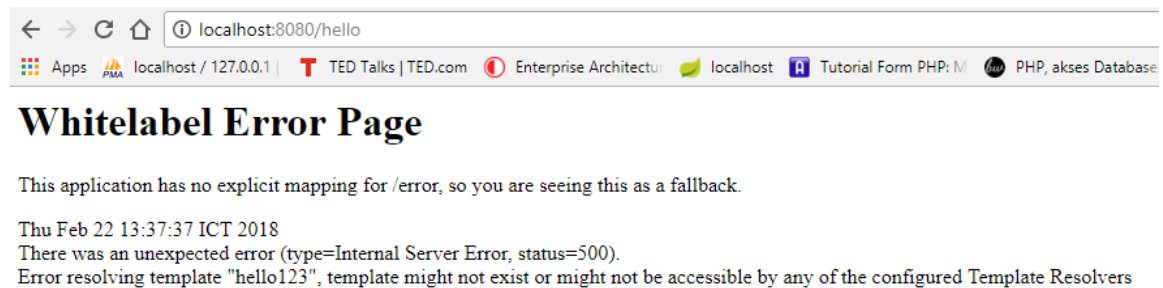 localhost:8080/hello
Apps PMA localhost / 127.0.0.1 | T TED Talks | TED.com Enterprise Architectur localhost A Tutorial Form PHP: M bw PHP, akses Database
Whitelabel Error Page
This application has no explicit mapping for /error, so you are seeing this as a fallback.
Thu Feb 22 13:37:37 ICT 2018
There was an unexpected error (type=Internal Server Error, status=500).
Error resolving template "hello123", template might not exist or might not be accessible by any of the configured Template Resolvers